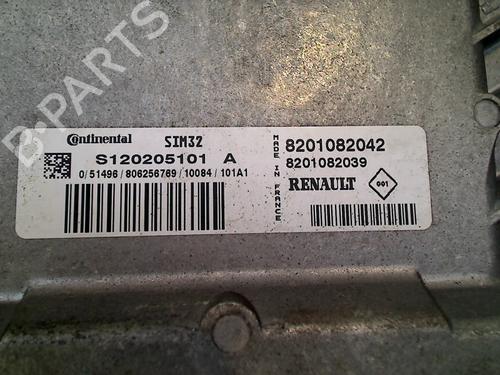 B-PARTS
Continental
SIM32
S120205101 A
0/51496/806256789/10084/101A1
MADE IN FRANCE
8201082042
8201082039
RENAULT
001